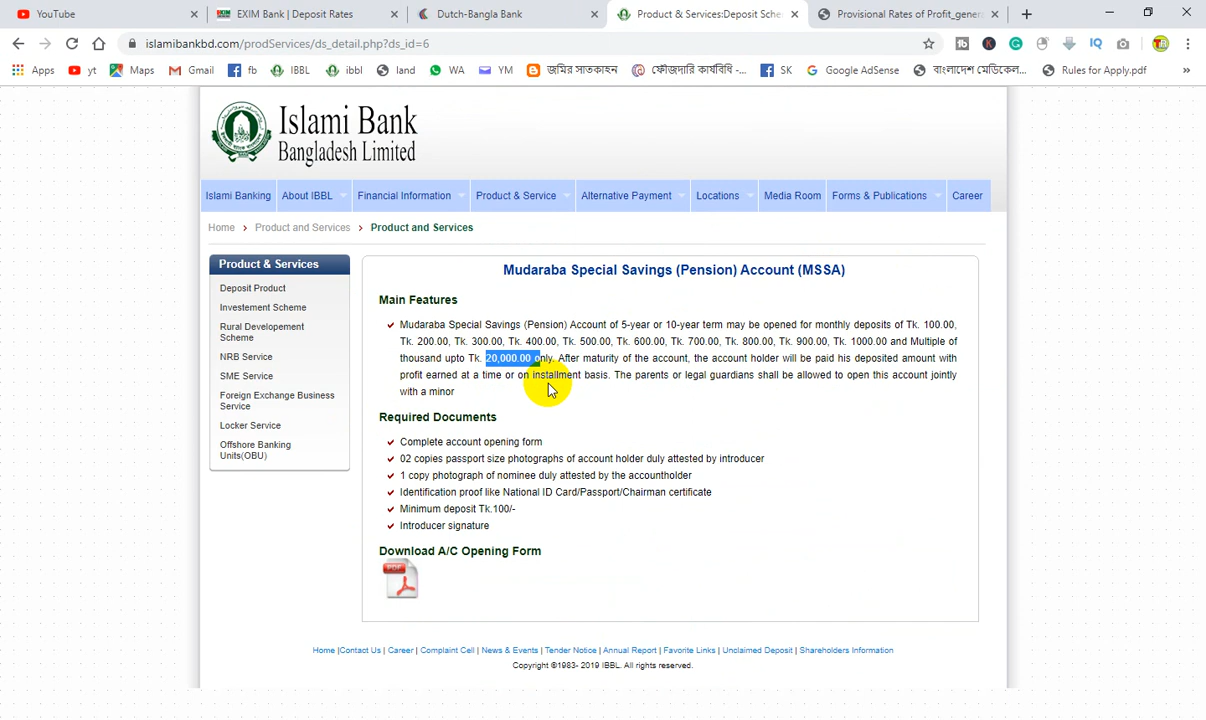 YouTube
EXIM Bank | Deposit Rates
Dutch-Bangla Bank
Product & Services:Deposit Sche
Provisional Rates of Profit_gener
islamibankbd.com/prodServices/ds_detail.php?ds_id=6
Apps yt Maps Gmail fb IBBL ibbl land WA YM জমির সাতকাহন ফৌজদারি কার্যবিধি -... SK Google AdSense বাংলাদেশ মেডিকেল... Rules for Apply.pdf »
Islami Bank
Bangladesh Limited
Islami Banking About IBBL Financial Information Product & Service Alternative Payment Locations Media Room Forms & Publications Career
Home > Product and Services > Product and Services
Product & Services
Deposit Product
Investement Scheme
Rural Developement
Scheme
NRB Service
SME Service
Foreign Exchange Business
Service
Locker Service
Offshore Banking
Units(OBU)
Mudaraba Special Savings (Pension) Account (MSSA)
Main Features
Mudaraba Special Savings (Pension) Account of 5-year or 10-year term may be opened for monthly deposits of Tk. 100.00,
Tk. 200.00, Tk. 300.00, Tk. 400.00, Tk. 500.00, Tk. 600.00, Tk. 700.00, Tk. 800.00, Tk. 900.00, Tk. 1000.00 and Multiple of
thousand upto Tk. 20,000.00 only. After maturity of the account, the account holder will be paid his deposited amount with
profit earned at a time or on installment basis. The parents or legal guardians shall be allowed to open this account jointly
with a minor
Required Documents
Complete account opening form
02 copies passport size photographs of account holder duly attested by introducer
1 copy photograph of nominee duly attested by the accountholder
Identification proof like National ID Card/Passport/Chairman certificate
Minimum deposit Tk.100/-
Introducer signature
Download A/C Opening Form
PDF
Home |Contact Us | Career | Complaint Cell | News & Events | Tender Notice | Annual Report | Favorite Links | Unclaimed Deposit | Shareholders Information
Copyright ©1983- 2019 IBBL. All rights reserved.